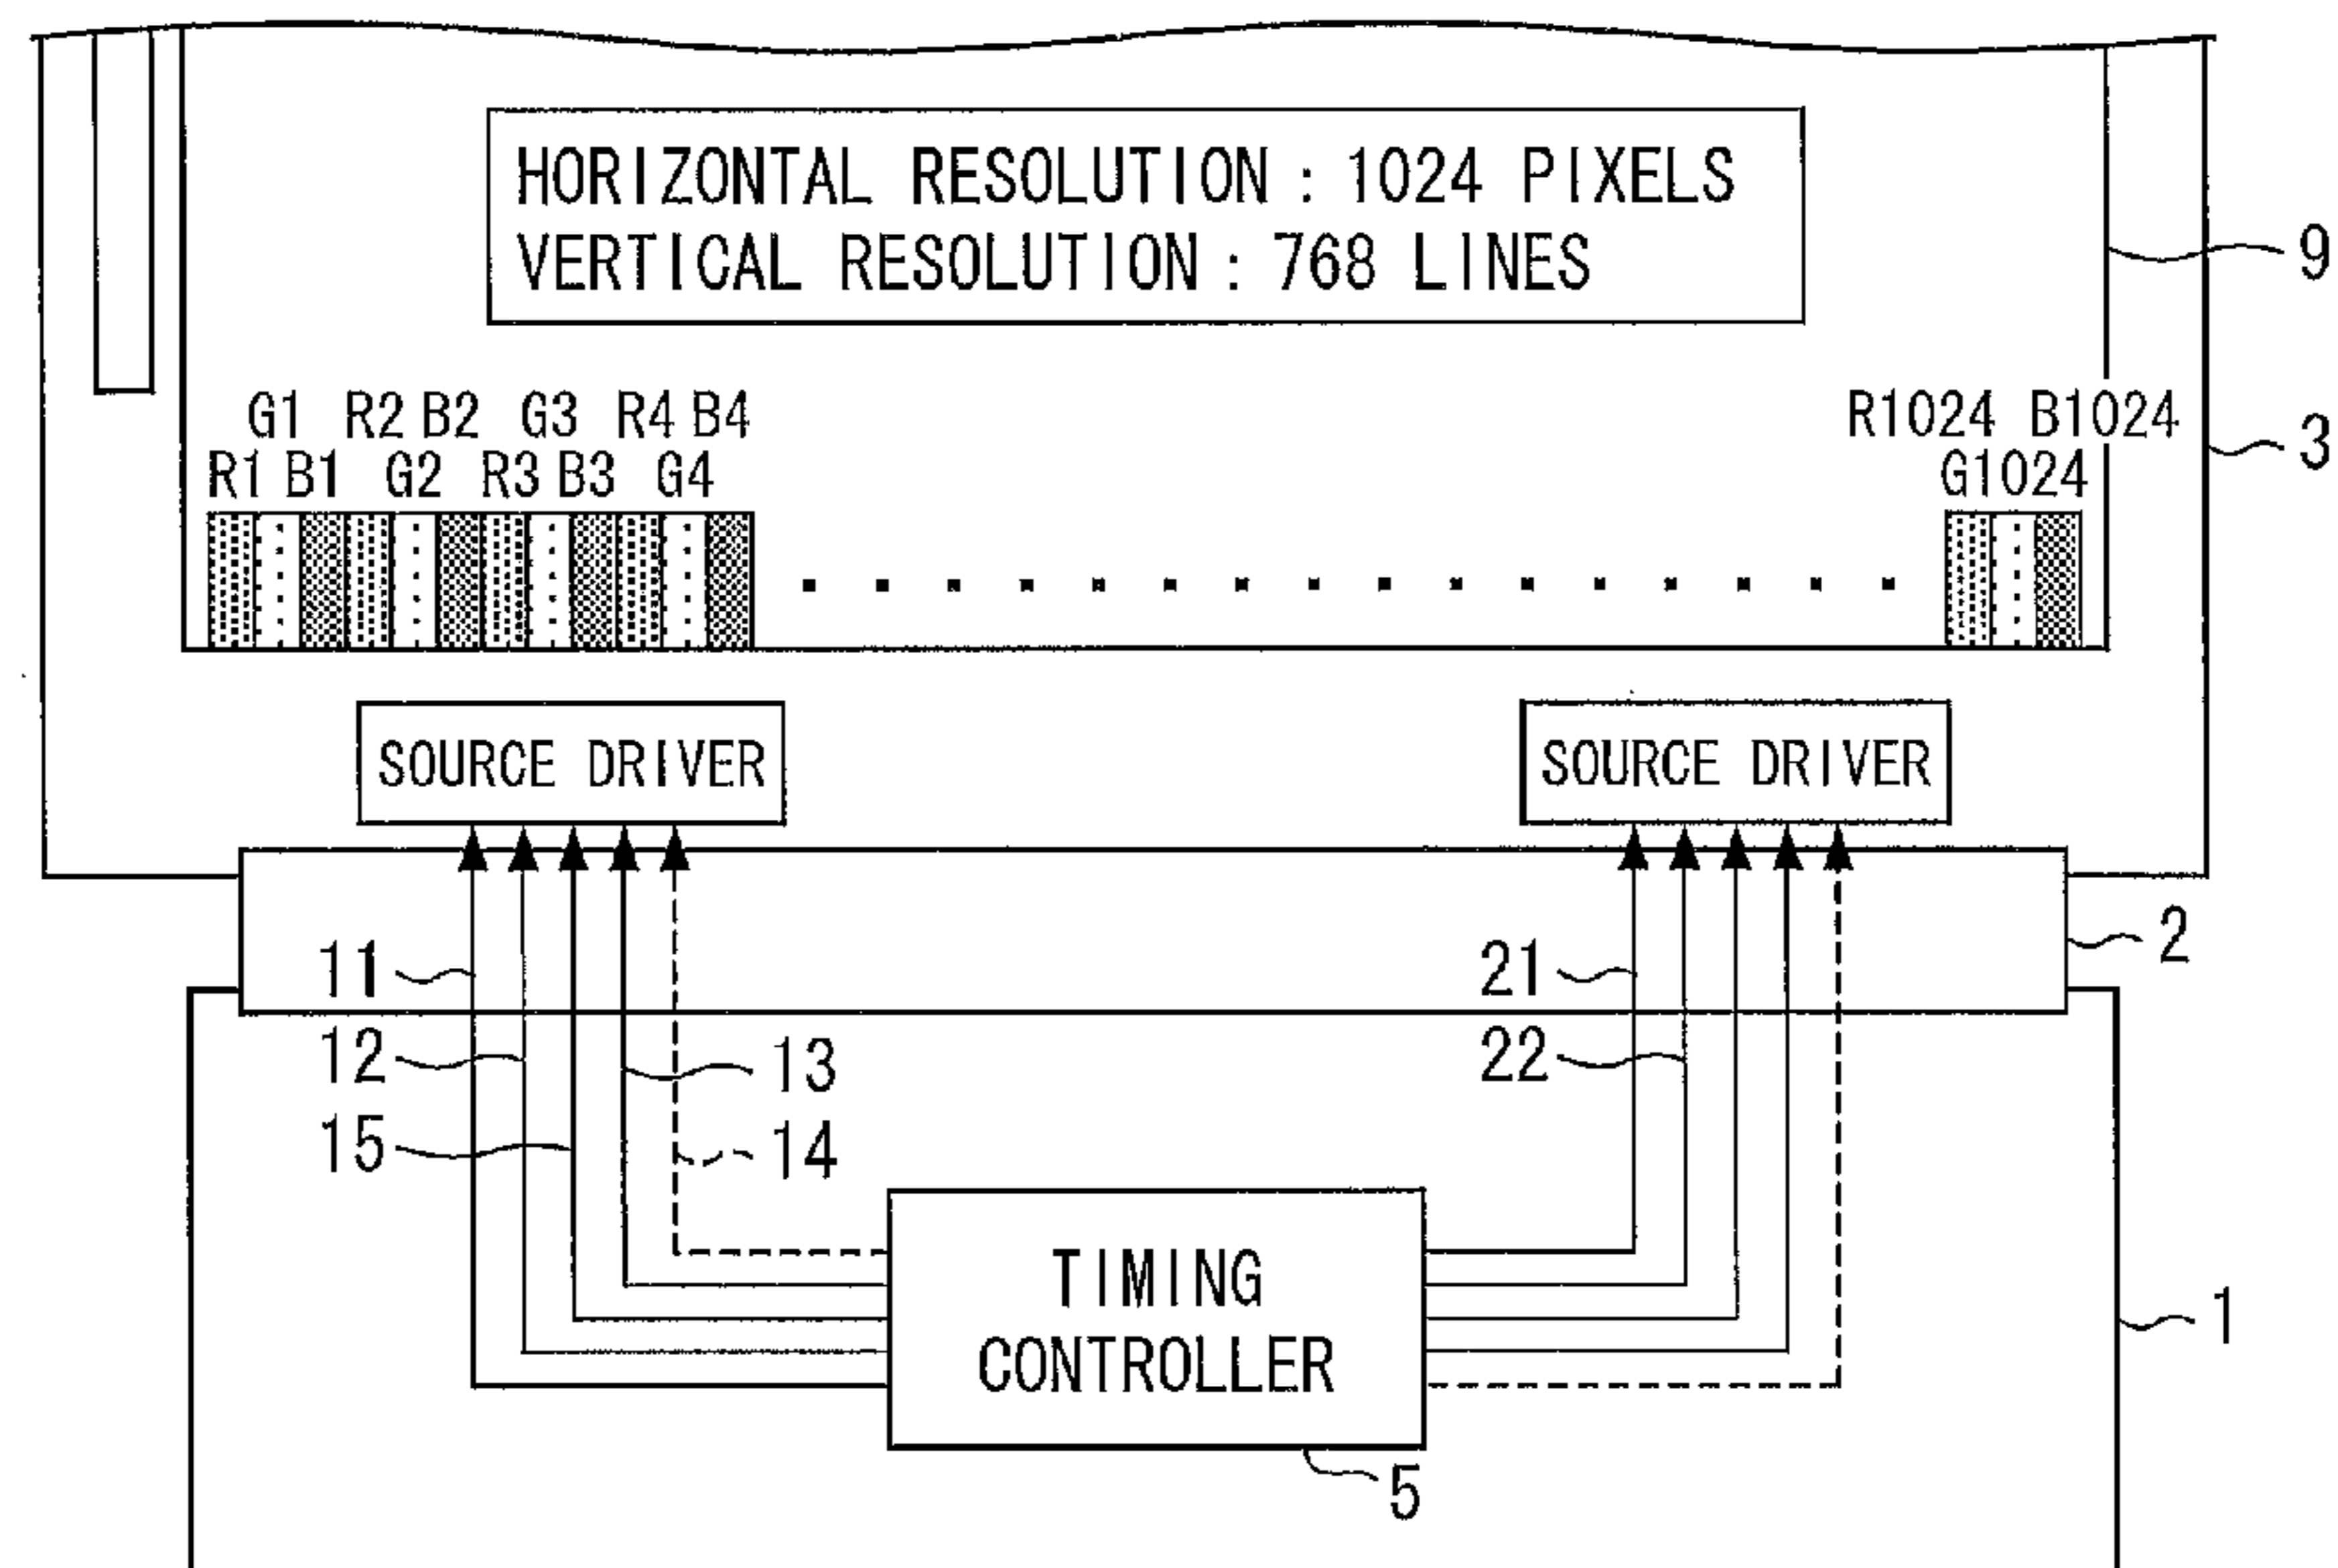 HORIZONTAL RESOLUTION : 1024 PIXELS
VERTICAL RESOLUTION : 768 LINES
9
G1 R2 B2 G3 R4 B4 R1024 B1024
3
R1 B1 G2 R3 B3 G4 G1024
SOURCE DRIVER SOURCE DRIVER
2
11 21
12 13 22
15 14
TIMING
CONTROLLER
1
5